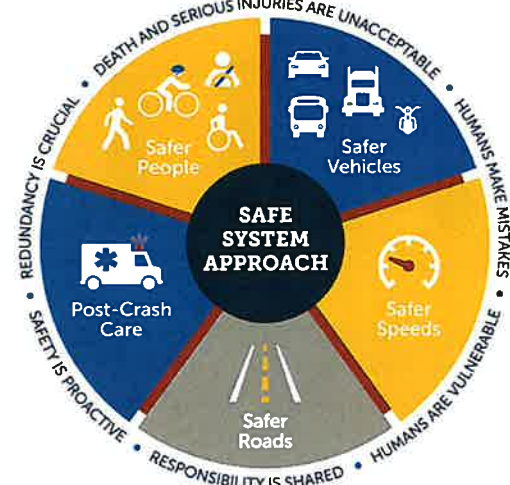 DEATH AND SERIOUS INJURIES ARE UNACCEPTABLE
HUMANS MAKE MISTAKES
HUMANS ARE VULNERABLE
RESPONSIBILITY IS SHARED
SAFETY IS PROACTIVE
REDUNDANCY IS CRUCIAL
Safer
People
Safer
Vehicles
SAFE
SYSTEM
APPROACH
Safer
Speeds
Safer
Roads
Post-Crash
Care